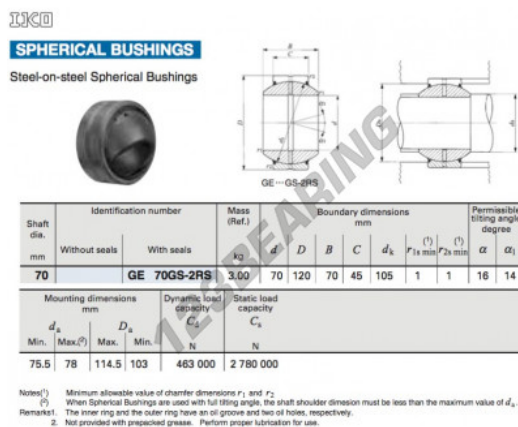 IKO
SPHERICAL BUSHINGS
Steel-on-steel Spherical Bushings
B
C
D
d
GE…GS-2RS
Shaft dia. mm
Identification number
Mass (Ref.) kg
Boundary dimensions mm
Permissible tilting angle degree
Without seals
With seals
d D B C dk r1s min(1) r2s min(1) α α1
70 GE 70GS-2RS 3.00 70 120 70 45 105 1 1 16 14
Mounting dimensions mm
Dynamic load capacity Cd N
Static load capacity Cs N
da Da
Min. Max.(2) Max. Min.
75.5 78 114.5 103 463 000 2 780 000
Notes(1) Minimum allowable value of chamfer dimensions r1 and r2
(2) When Spherical Bushings are used with full tilting angle, the shaft shoulder dimesion must be less than the maximum value of da.
Remarks1. The inner ring and the outer ring have an oil groove and two oil holes, respectively.
2. Not provided with prepacked grease. Perform proper lubrication for use.
123BEARING